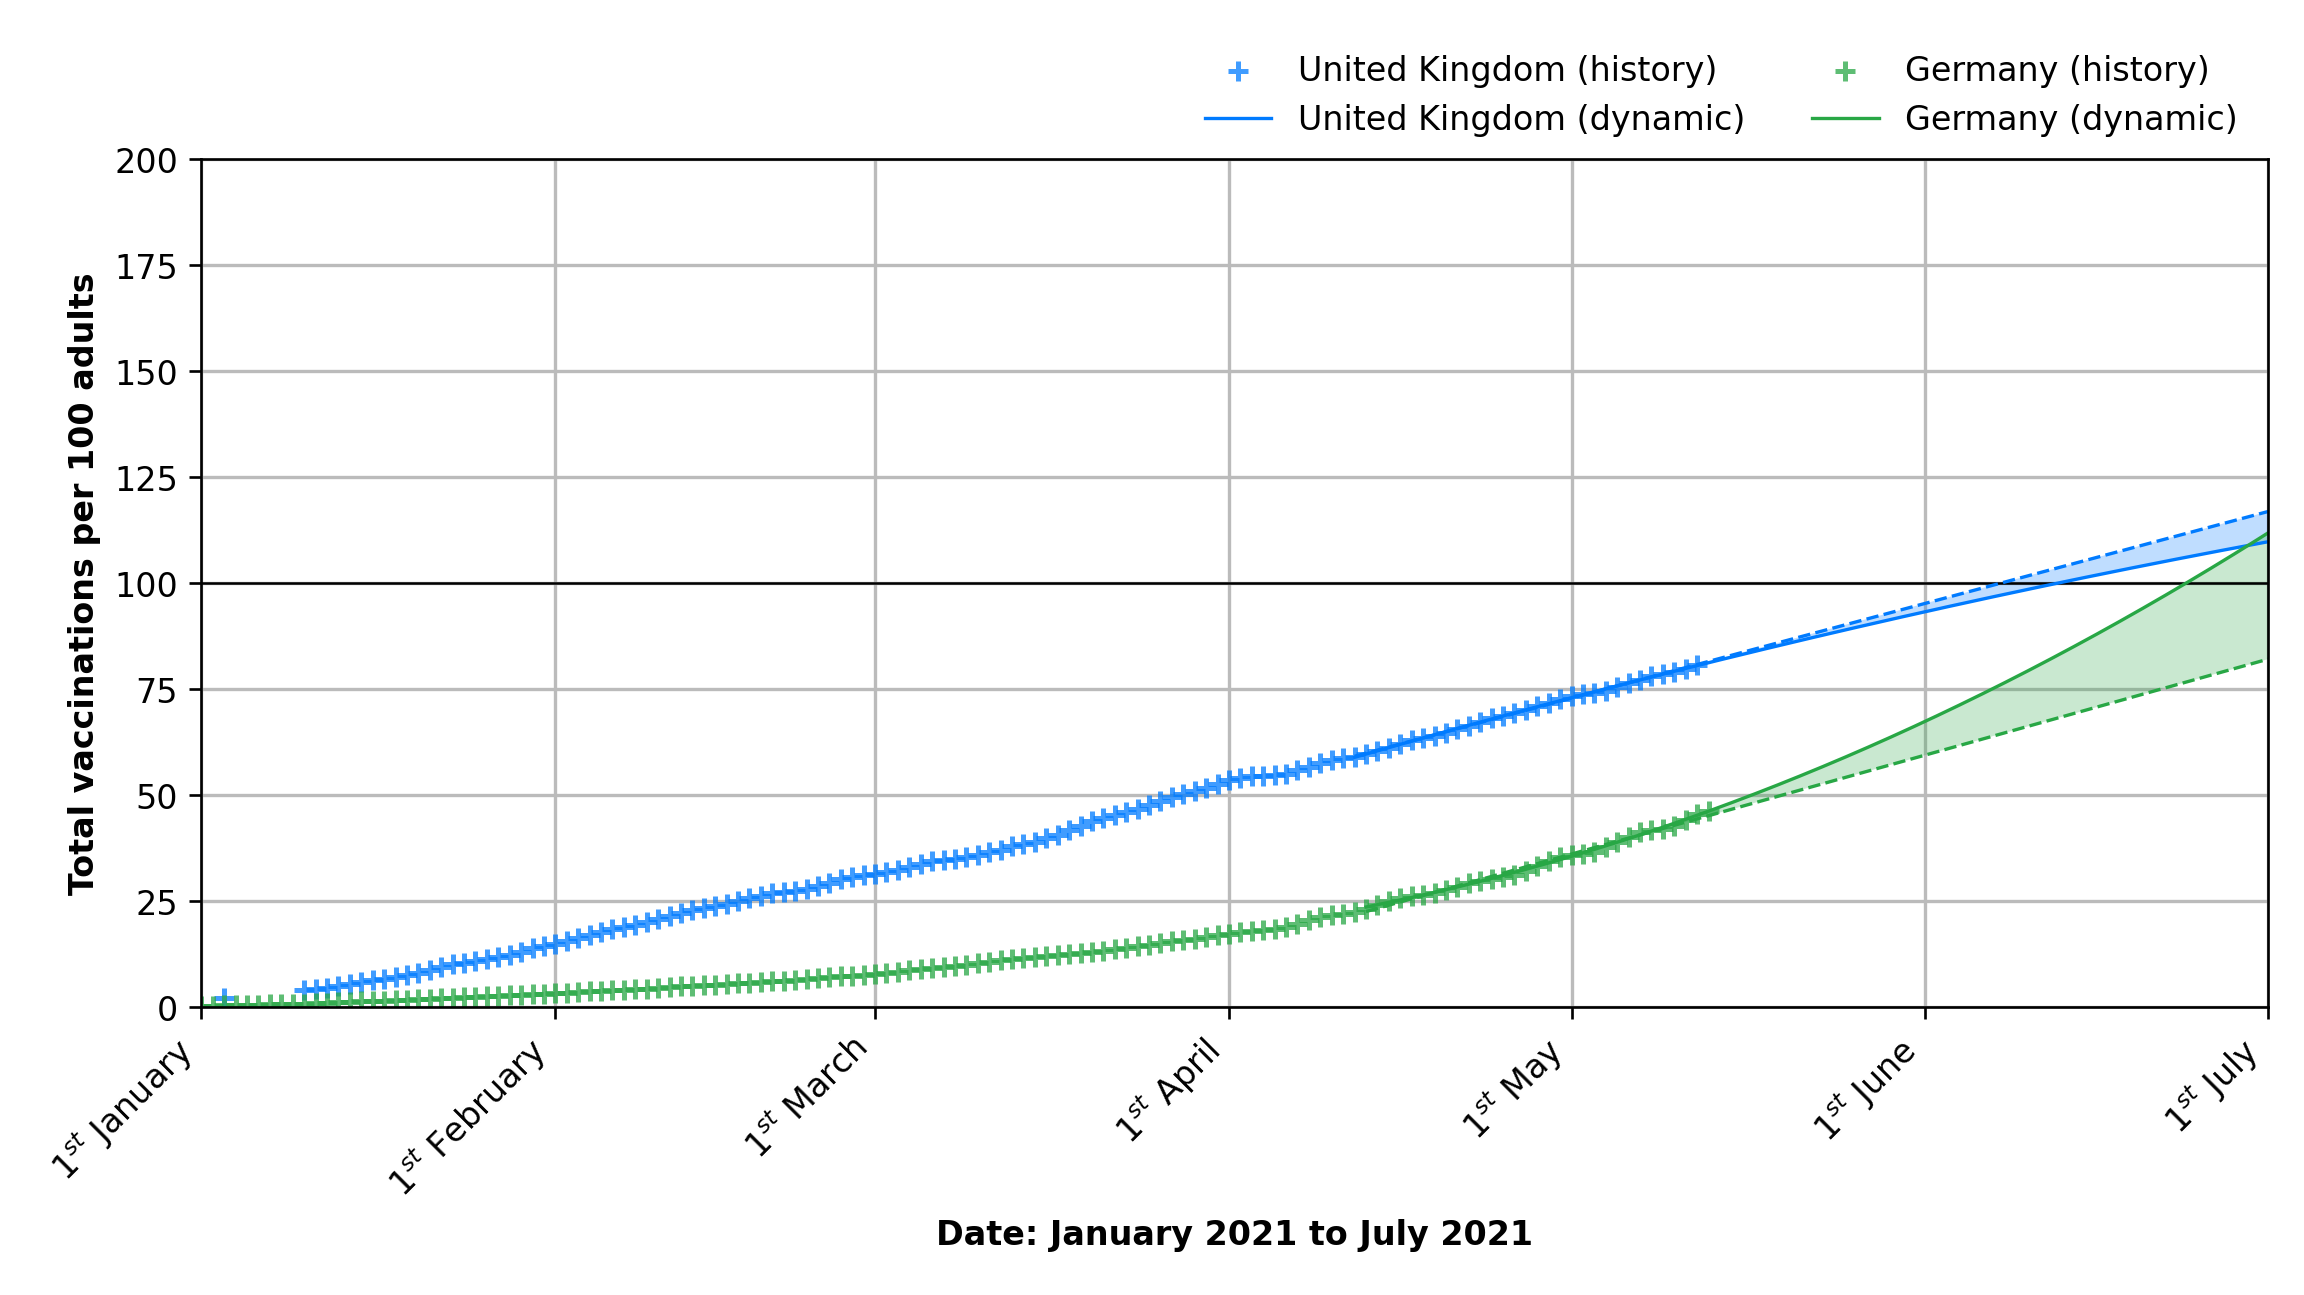 United Kingdom (history)
United Kingdom (dynamic)
Germany (history)
Germany (dynamic)
Total vaccinations per 100 adults
200
175
150
125
100
75
50
25
0
1st January
1st February
1st March
1st April
1st May
1st June
1st July
Date: January 2021 to July 2021